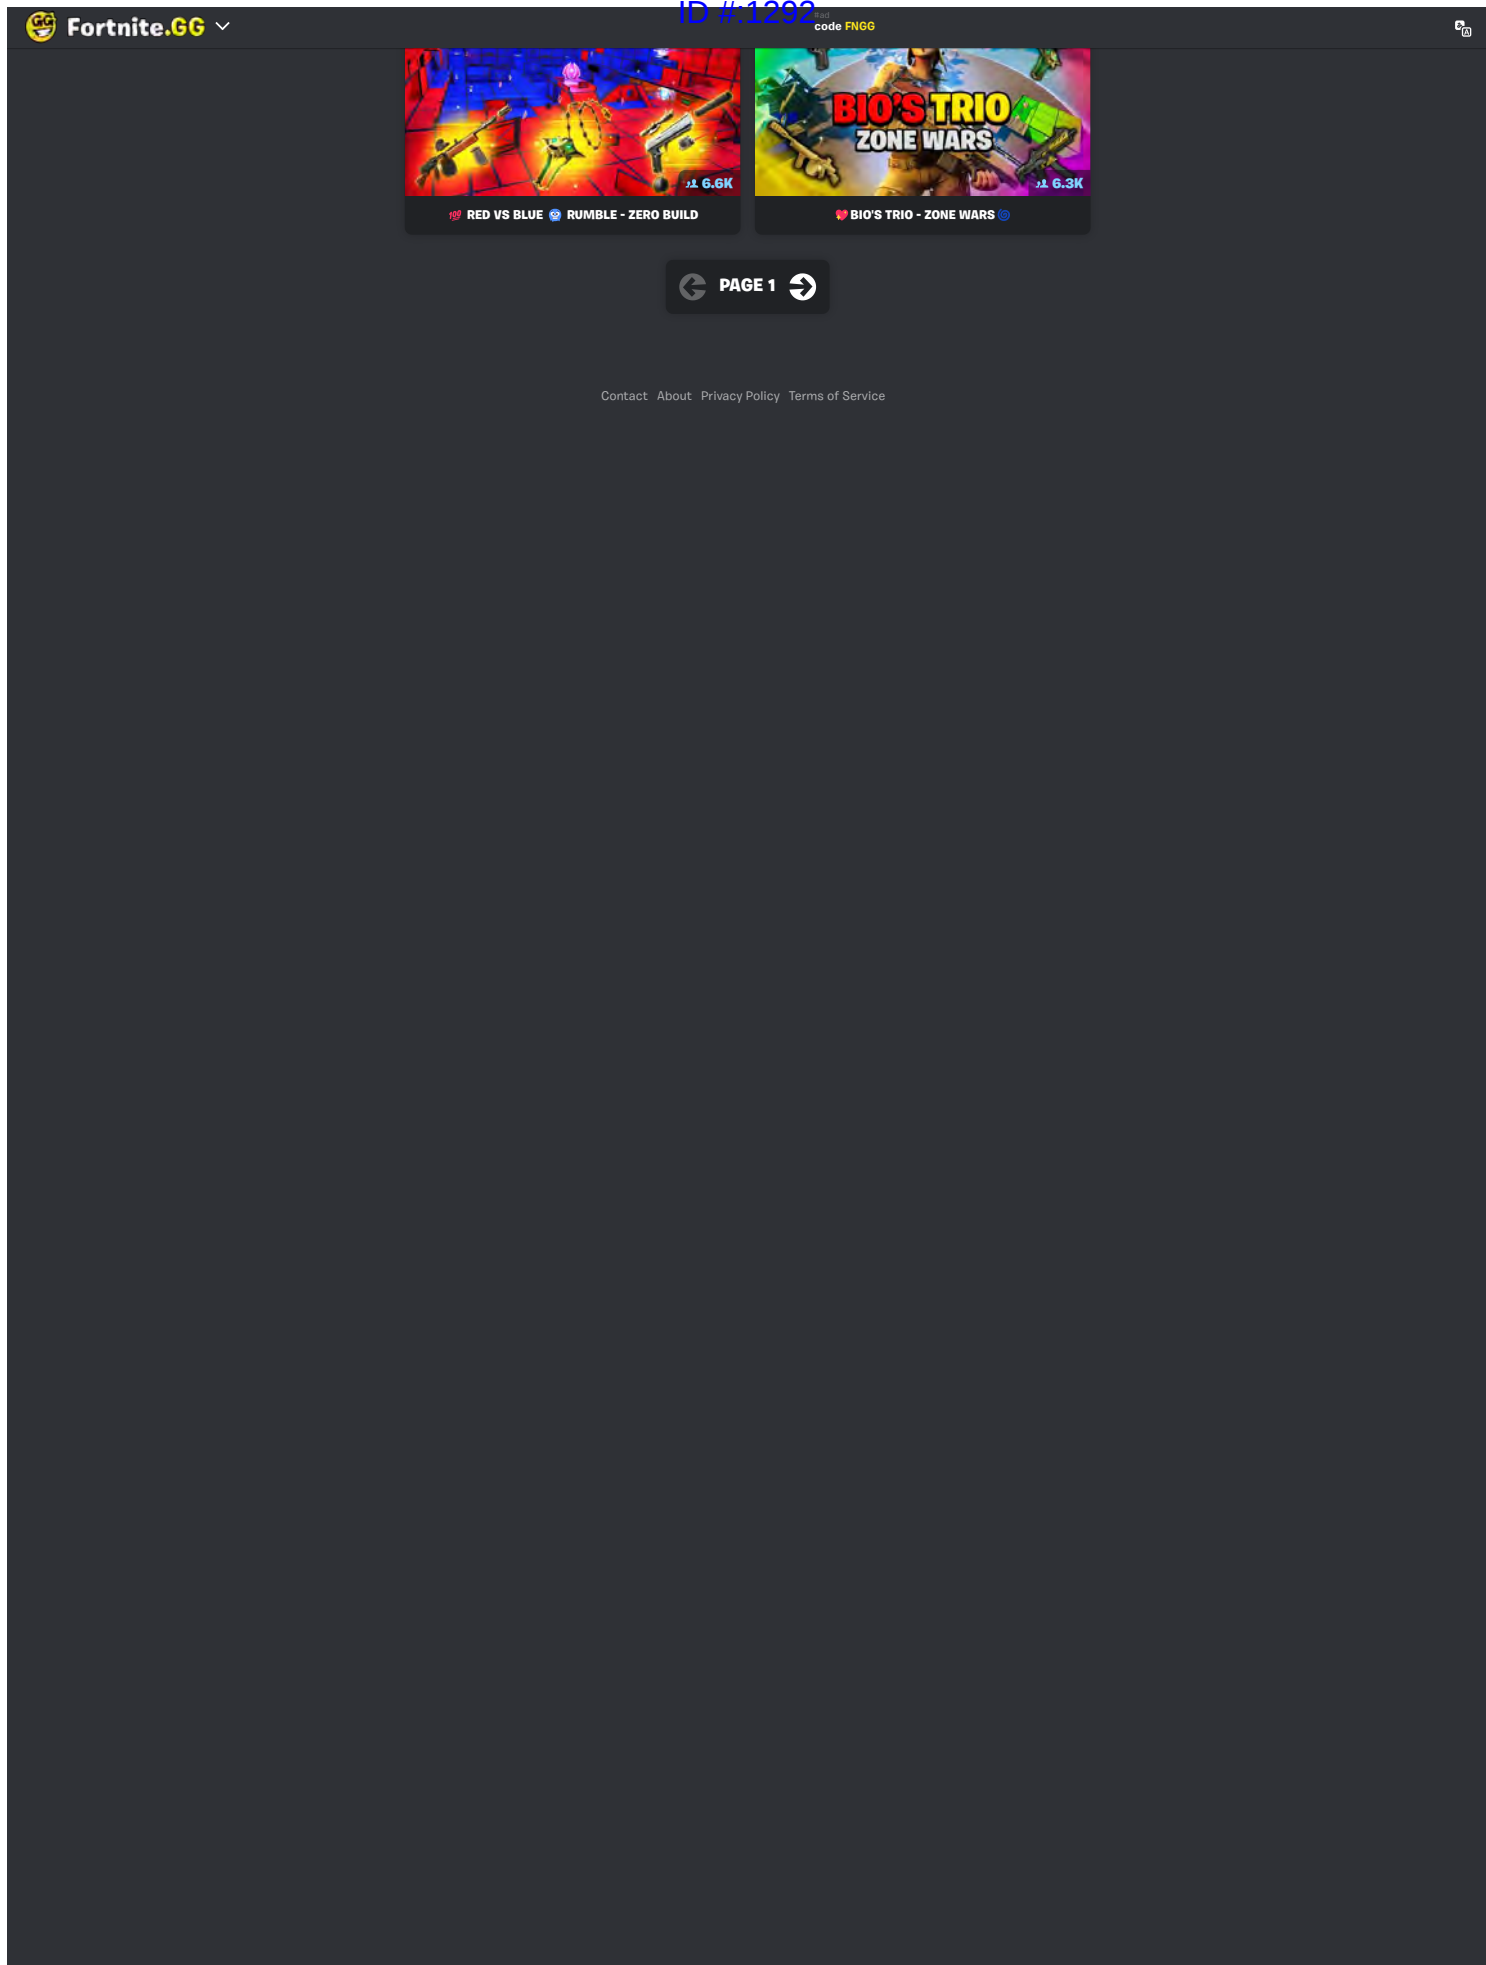 ID #:1292
Fortnite.GG
#ad
code FNGG
BIO'S TRIO
ZONE WARS
6.6K
6.3K
💯 RED VS BLUE 🥶 RUMBLE - ZERO BUILD
💖BIO'S TRIO - ZONE WARS🌀
PAGE 1
Contact About Privacy Policy Terms of Service